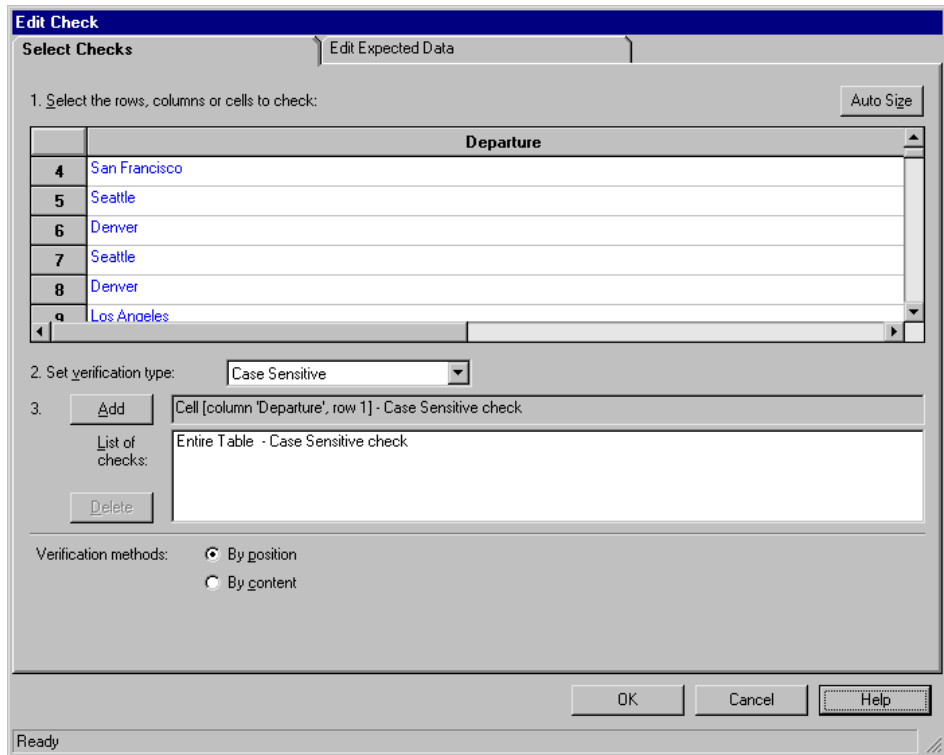 Edit Check
Select Checks
Edit Expected Data
1. Select the rows, columns or cells to check:
Auto Size
Departure
4 San Francisco
5 Seattle
6 Denver
7 Seattle
8 Denver
9 Los Angeles
2. Set verification type: Case Sensitive
3. Add Cell [column 'Departure', row 1] - Case Sensitive check
List of checks: Entire Table - Case Sensitive check
Delete
Verification methods: By position
By content
OK Cancel Help
Ready